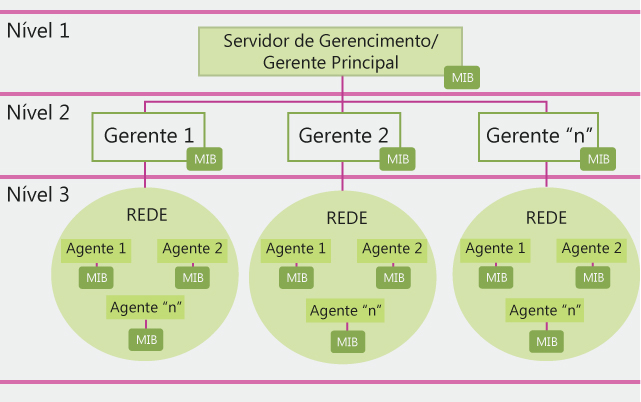 Nível 1
Servidor de Gerencimento/
Gerente Principal
MIB
Nível 2
Gerente 1
MIB
Gerente 2
MIB
Gerente “n”
MIB
Nível 3
REDE
Agente 1
MIB
Agente 2
MIB
Agente “n”
MIB
REDE
Agente 1
MIB
Agente 2
MIB
Agente “n”
MIB
REDE
Agente 1
MIB
Agente 2
MIB
Agente “n”
MIB